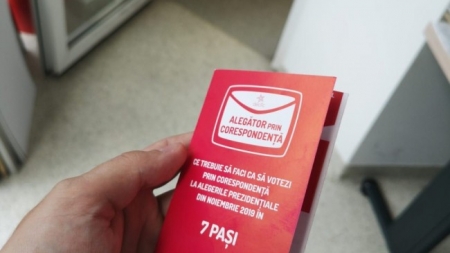 ALEGĂTOR PRIN
CORESPONDENȚĂ
CE TREBUIE SĂ FACI CA SĂ VOTEZI
PRIN CORESPONDENȚĂ
LA ALEGERILE PREZIDENȚIALE
DIN NOIEMBRIE 2019 ÎN
7 PAȘI